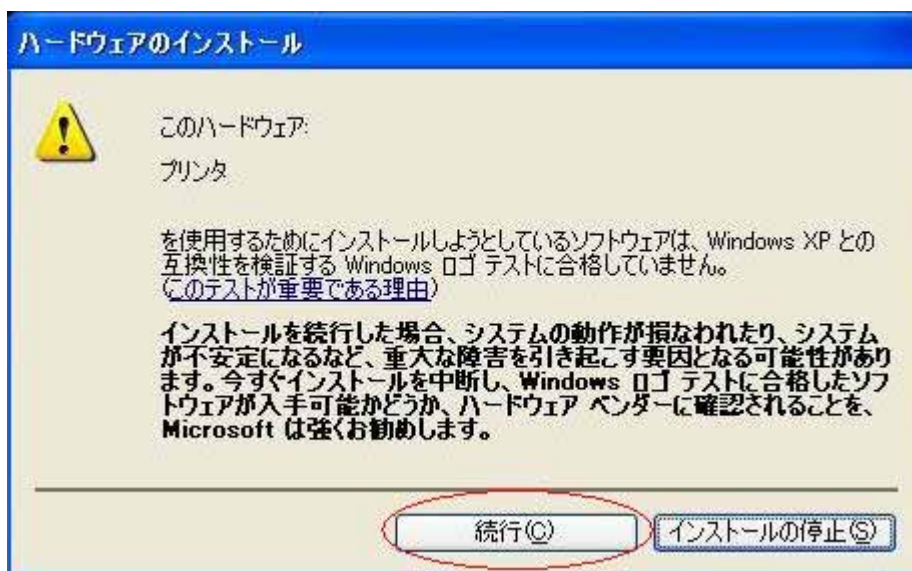 ハードウェアのインストール
このハードウェア:
プリンタ
を使用するためにインストールしようとしているソフトウェアは、Windows XP との
互換性を検証する Windows ロゴ テストに合格していません。
(このテストが重要である理由)
インストールを続行した場合、システムの動作が損なわれたり、システム
が不安定になるなど、重大な障害を引き起こす要因となる可能性があり
ます。今すぐインストールを中断し、Windows ロゴ テストに合格したソフ
トウェアが入手可能かどうか、ハードウェア ベンダーに確認されることを、
Microsoft は強くお勧めします。
続行(C)
インストールの停止(S)